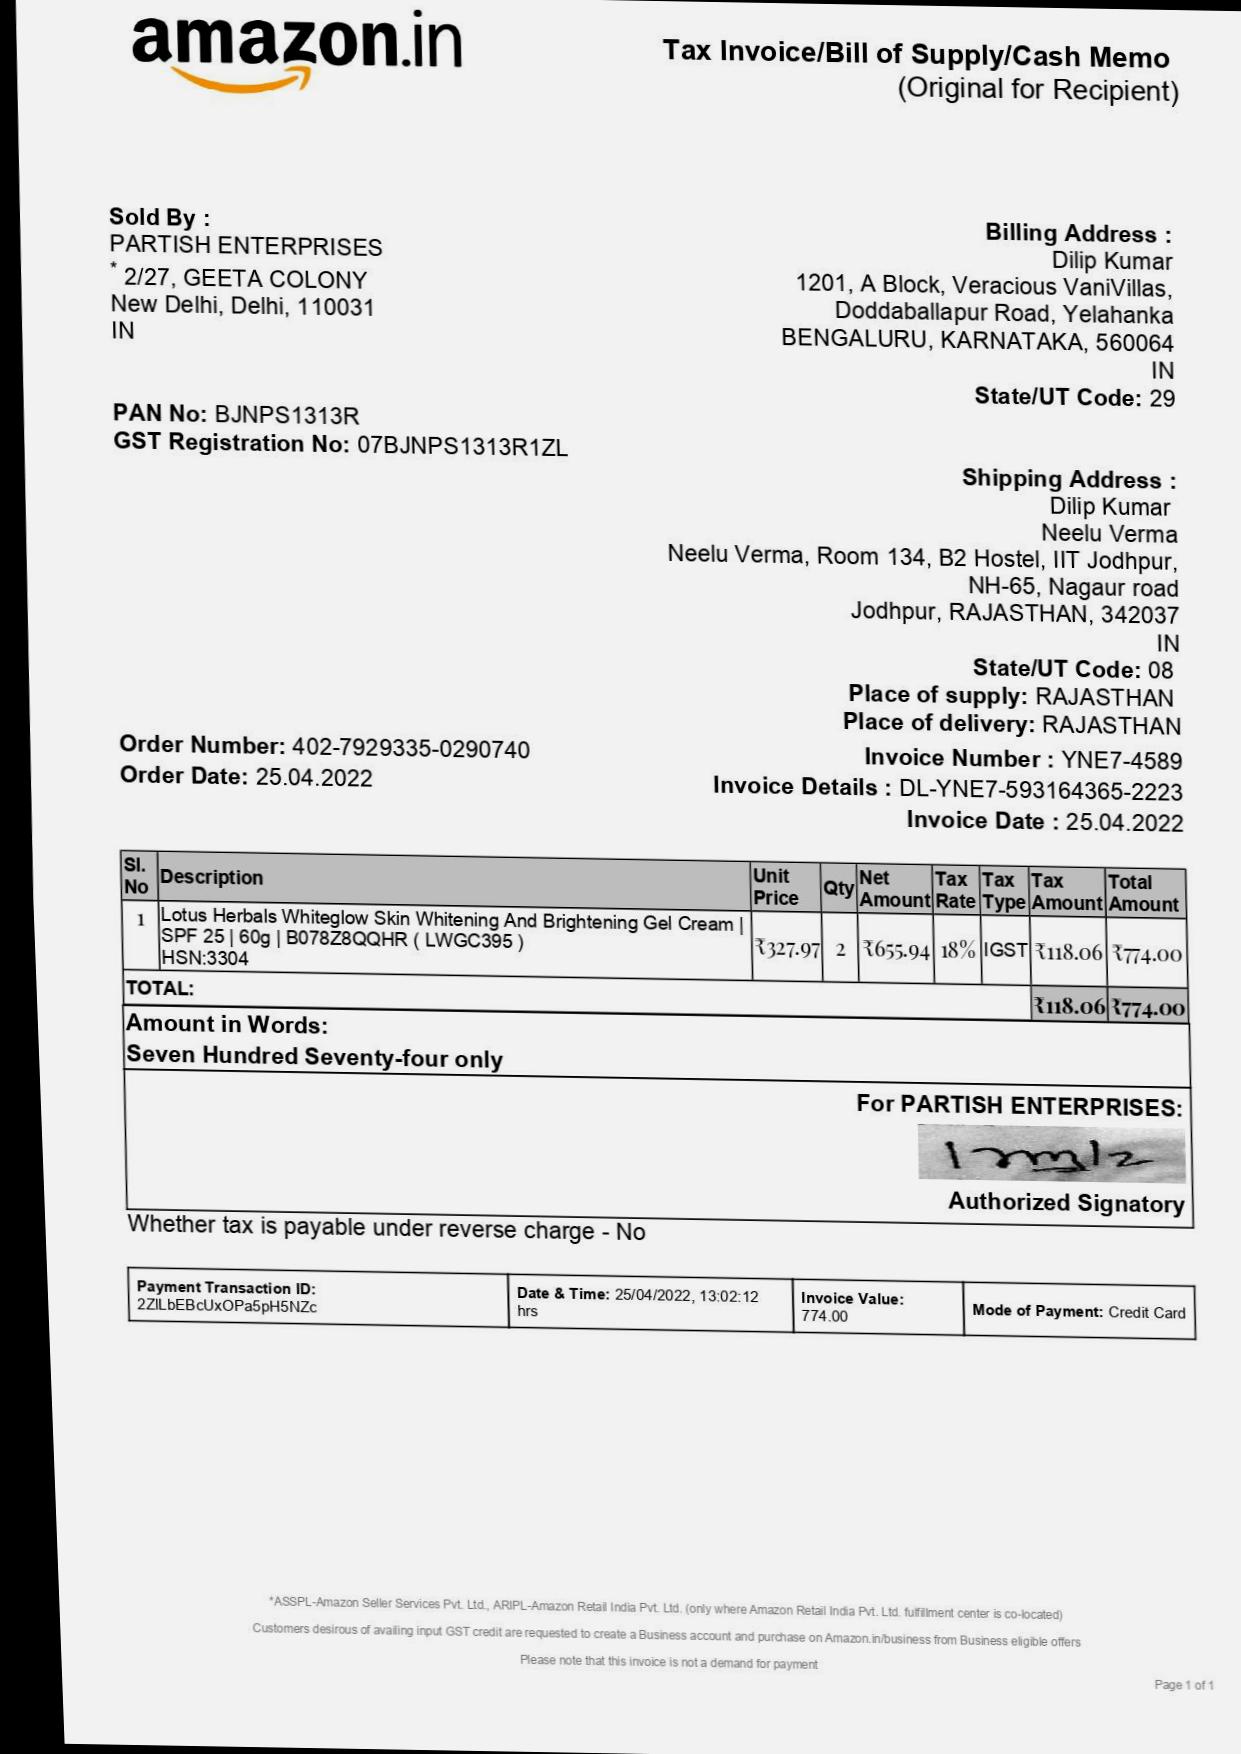 amazon.in
Tax Invoice/Bill of Supply/Cash Memo
(Original for Recipient)
Sold By :
PARTISH ENTERPRISES
* 2/27, GEETA COLONY
New Delhi, Delhi, 110031
IN
PAN No: BJNPS1313R
GST Registration No: 07BJNPS1313R1ZL
Billing Address :
Dilip Kumar
1201, A Block, Veracious VaniVillas,
Doddaballapur Road, Yelahanka
BENGALURU, KARNATAKA, 560064
IN
State/UT Code: 29
Shipping Address :
Dilip Kumar
Neelu Verma
Neelu Verma, Room 134, B2 Hostel, IIT Jodhpur,
NH-65, Nagaur road
Jodhpur, RAJASTHAN, 342037
IN
State/UT Code: 08
Place of supply: RAJASTHAN
Place of delivery: RAJASTHAN
Order Number: 402-7929335-0290740
Order Date: 25.04.2022
Invoice Number : YNE7-4589
Invoice Details : DL-YNE7-593164365-2223
Invoice Date : 25.04.2022
Sl. No Description Unit Price Qty Net Amount Tax Rate Tax Type Tax Amount Total Amount
1 Lotus Herbals Whiteglow Skin Whitening And Brightening Gel Cream |
SPF 25 | 60g | B078Z8QQHR ( LWGC395 )
HSN:3304
₹327.97 2 ₹655.94 18% IGST ₹118.06 ₹774.00
TOTAL: ₹118.06 ₹774.00
Amount in Words:
Seven Hundred Seventy-four only
For PARTISH ENTERPRISES:
Authorized Signatory
Whether tax is payable under reverse charge - No
Payment Transaction ID:
2ZILbEBcUxOPa5pH5NZc
Date & Time: 25/04/2022, 13:02:12
hrs
Invoice Value:
774.00
Mode of Payment: Credit Card
*ASSPL-Amazon Seller Services Pvt. Ltd., ARIPL-Amazon Retail India Pvt. Ltd. (only where Amazon Retail India Pvt. Ltd. fulfillment center is co-located)
Customers desirous of availing input GST credit are requested to create a Business account and purchase on Amazon.in/business from Business eligible offers
Please note that this invoice is not a demand for payment
Page 1 of 1